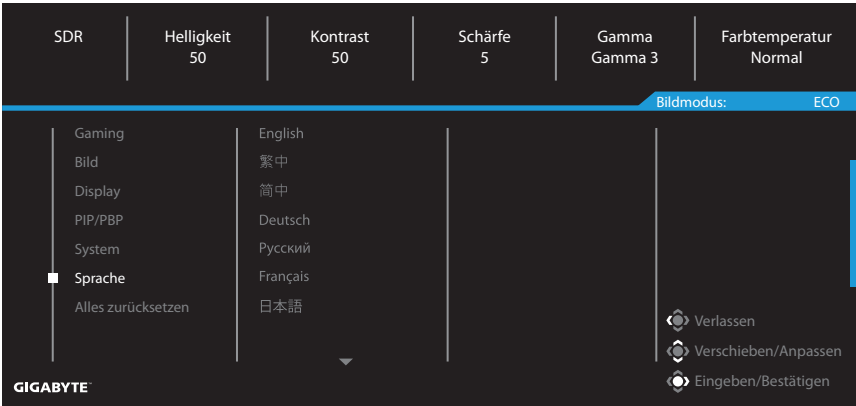 SDR
Helligkeit
50
Kontrast
50
Schärfe
5
Gamma
Gamma 3
Farbtemperatur
Normal
Bildmodus: ECO
Gaming
Bild
Display
PIP/PBP
System
Sprache
Alles zurücksetzen
English
繁中
简中
Deutsch
Русский
Français
日本語
Verlassen
Verschieben/Anpassen
Eingeben/Bestätigen
GIGABYTE™